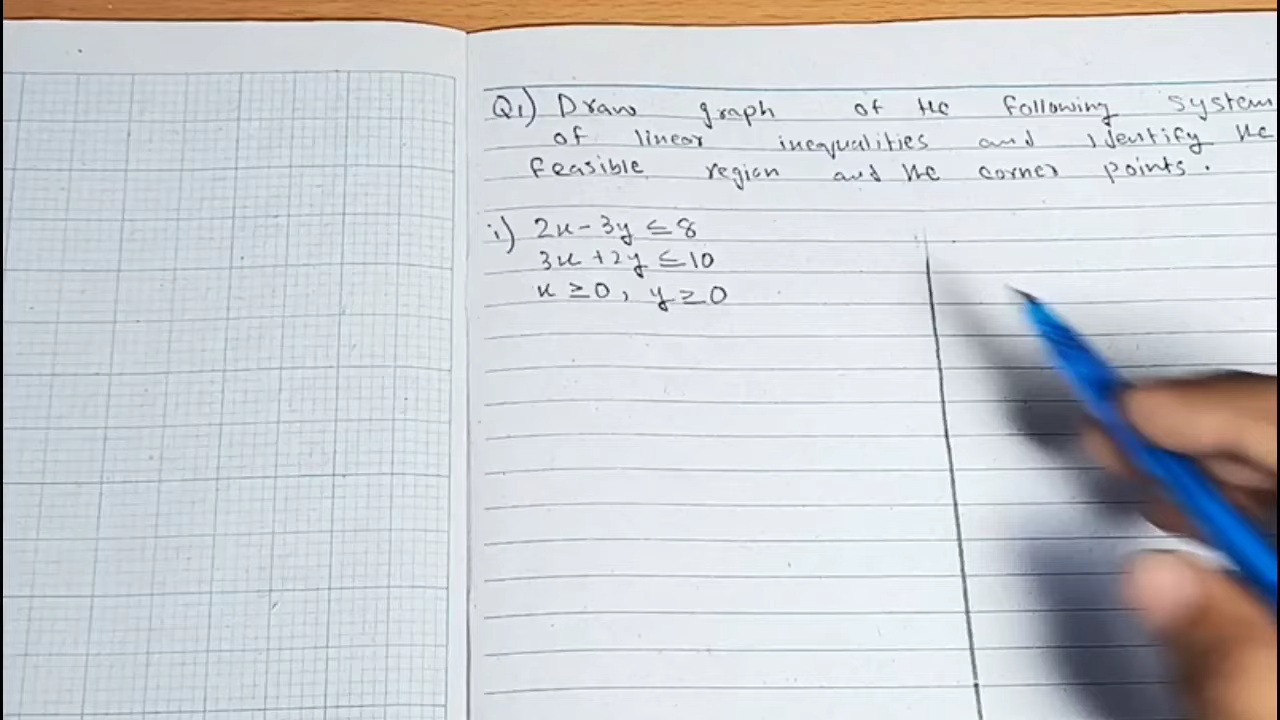 Q1) Draw graph of the following system
of linear inequalities and identify the
feasible region and the corner points.
i) 2x - 3y ≤ 8
3x + 2y ≤ 10
x ≥ 0, y ≥ 0